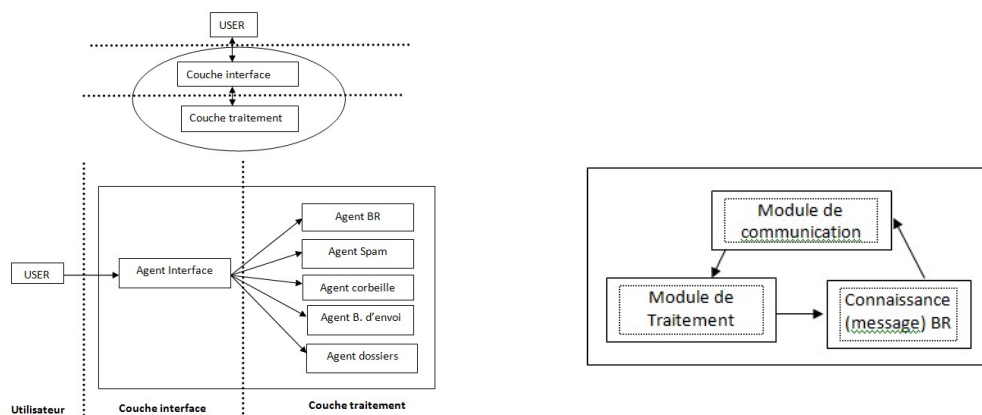 USER
Couche interface
Couche traitement
Agent BR
Agent Spam
USER
Agent Interface
Agent corbeille
Agent B. d'envoi
Agent dossiers
Utilisateur
Couche interface
Couche traitement
Module de
communication
Module de
Traitement
Connaissance
(message) BR